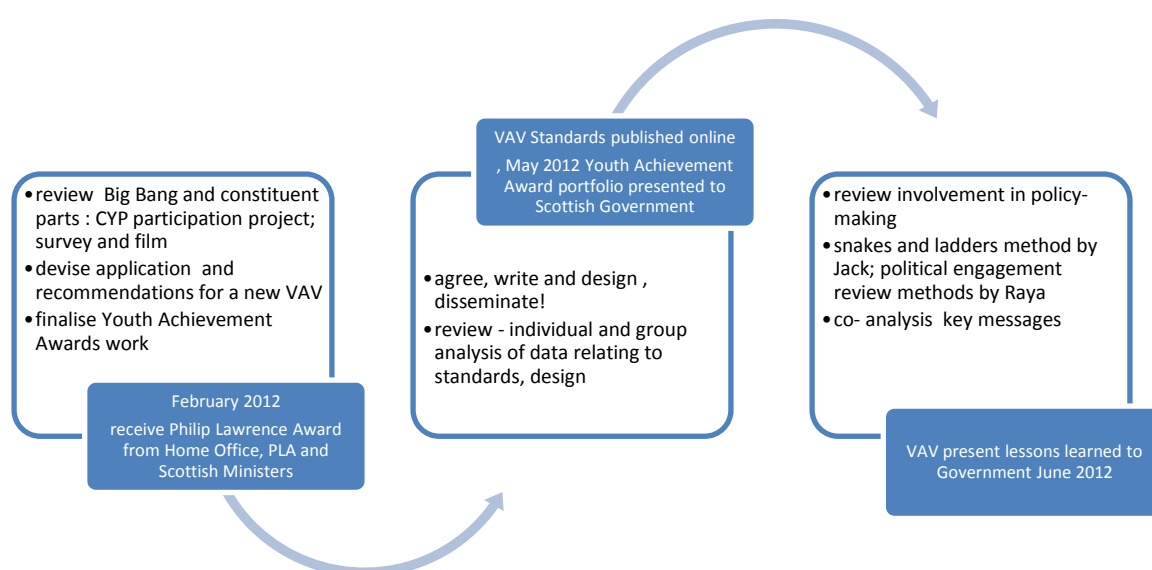 •review Big Bang and constituent
parts : CYP participation project;
survey and film
•devise application and
recommendations for a new VAV
•finalise Youth Achievement
Awards work
February 2012
receive Philip Lawrence Award
from Home Office, PLA and
Scottish Ministers
VAV Standards published online
, May 2012 Youth Achievement
Award portfolio presented to
Scottish Government
•agree, write and design ,
disseminate!
•review - individual and group
analysis of data relating to
standards, design
•review involvement in policy-
making
•snakes and ladders method by
Jack; political engagement
review methods by Raya
•co- analysis key messages
VAV present lessons learned to
Government June 2012